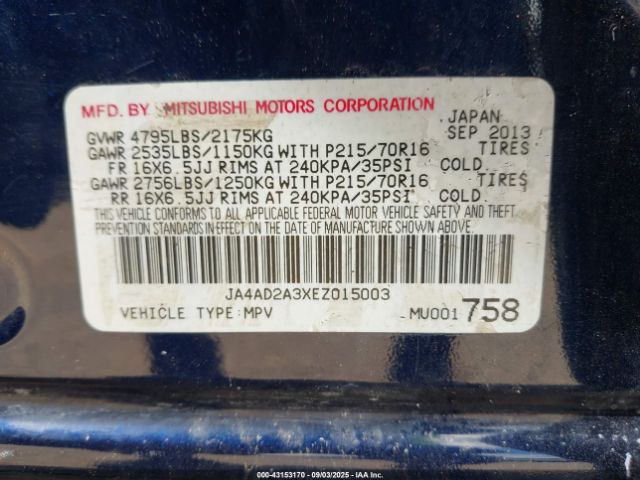 MFD. BY MITSUBISHI MOTORS CORPORATION JAPAN
GVWR 4795LBS/2175KG SEP 2013
GAWR 2535LBS/1150KG WITH P215/70R16 TIRES
FR 16X6.5JJ RIMS AT 240KPA/35PSI COLD.
GAWR 2756LBS/1250KG WITH P215/70R16 TIRES
RR 16X6.5JJ RIMS AT 240KPA/35PSI COLD.
THIS VEHICLE CONFORMS TO ALL APPLICABLE FEDERAL MOTOR VEHICLE SAFETY AND THEFT
PREVENTION STANDARDS IN EFFECT ON THE DATE OF MANUFACTURE SHOWN ABOVE.
JA4AD2A3XEZ015003
VEHICLE TYPE:MPV MU001 758
000-43153170 - 09/03/2025 - IAAI.COM